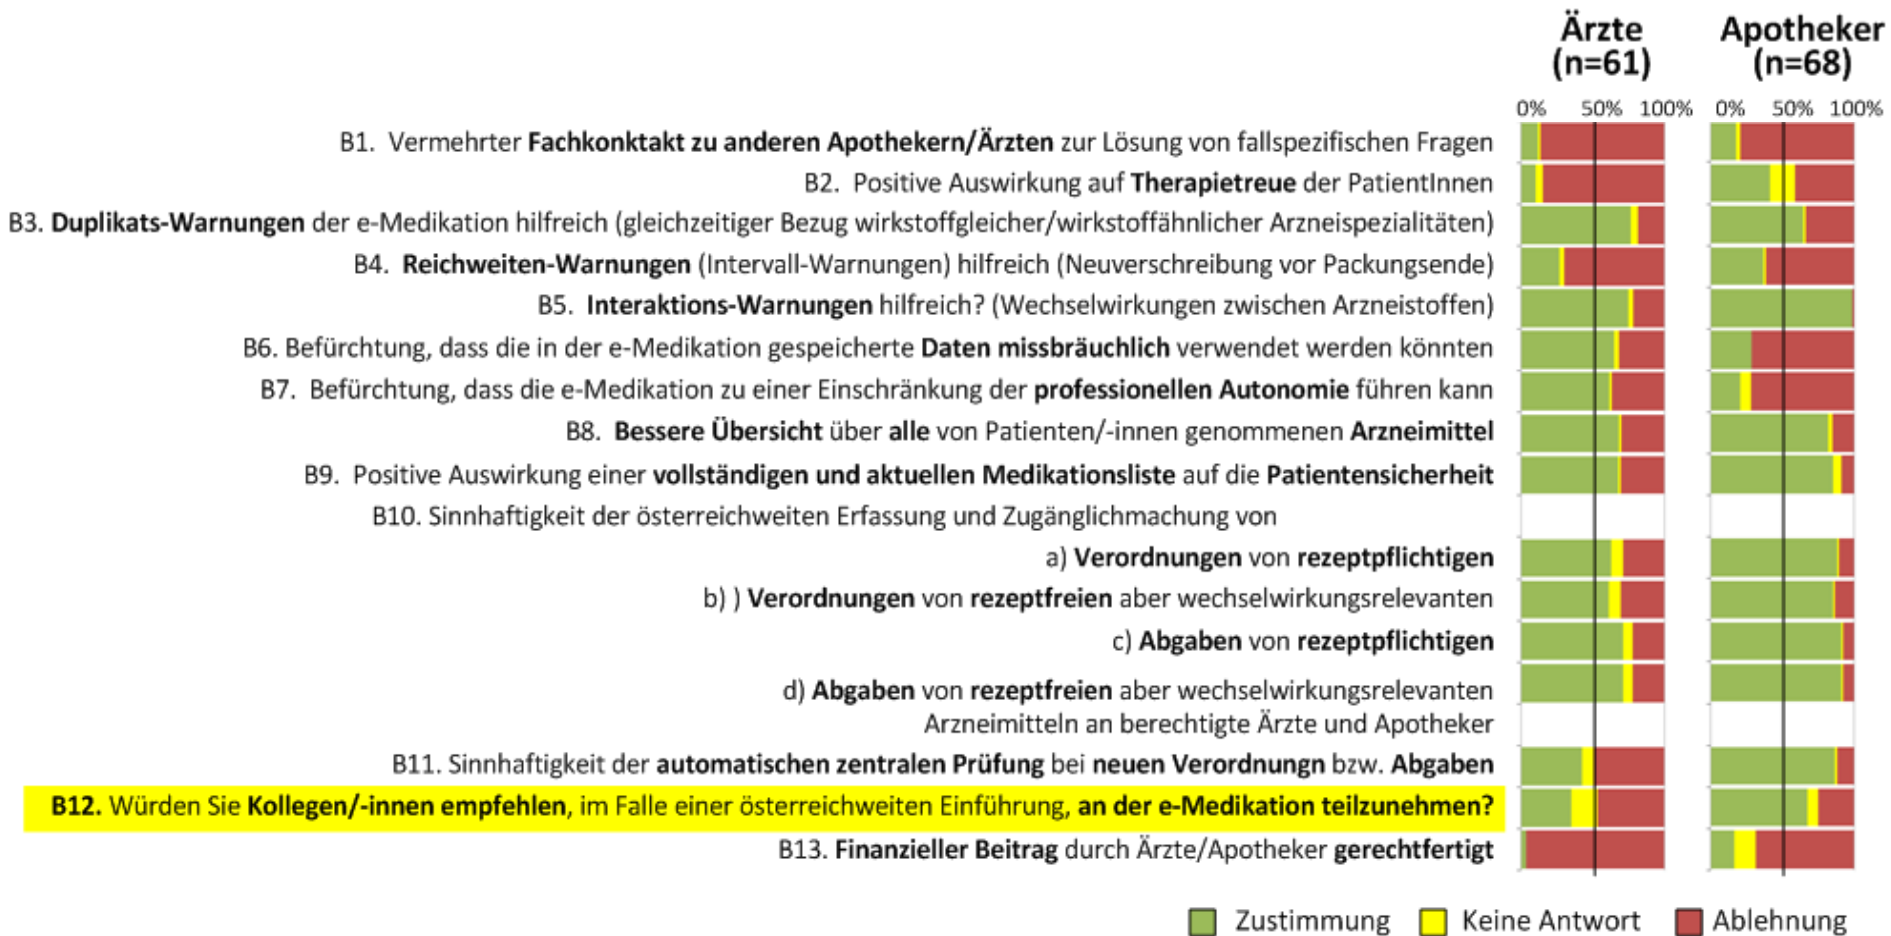 Ärzte
(n=61)
Apotheker
(n=68)
0% 50% 100%
0% 50% 100%
B1. Vermehrter Fachkonktakt zu anderen Apothekern/Ärzten zur Lösung von fallspezifischen Fragen
B2. Positive Auswirkung auf Therapietreue der PatientInnen
B3. Duplikats-Warnungen der e-Medikation hilfreich (gleichzeitiger Bezug wirkstoffgleicher/wirkstoffähnlicher Arzneispezialitäten)
B4. Reichweiten-Warnungen (Intervall-Warnungen) hilfreich (Neuverschreibung vor Packungsende)
B5. Interaktions-Warnungen hilfreich? (Wechselwirkungen zwischen Arzneistoffen)
B6. Befürchtung, dass die in der e-Medikation gespeicherte Daten missbräuchlich verwendet werden könnten
B7. Befürchtung, dass die e-Medikation zu einer Einschränkung der professionellen Autonomie führen kann
B8. Bessere Übersicht über alle von Patienten/-innen genommenen Arzneimittel
B9. Positive Auswirkung einer vollständigen und aktuellen Medikationsliste auf die Patientensicherheit
B10. Sinnhaftigkeit der österreichweiten Erfassung und Zugänglichmachung von
a) Verordnungen von rezeptpflichtigen
b) ) Verordnungen von rezeptfreien aber wechselwirkungsrelevanten
c) Abgaben von rezeptpflichtigen
d) Abgaben von rezeptfreien aber wechselwirkungsrelevanten
Arzneimitteln an berechtigte Ärzte und Apotheker
B11. Sinnhaftigkeit der automatischen zentralen Prüfung bei neuen Verordnungn bzw. Abgaben
B12. Würden Sie Kollegen/-innen empfehlen, im Falle einer österreichweiten Einführung, an der e-Medikation teilzunehmen?
B13. Finanzieller Beitrag durch Ärzte/Apotheker gerechtfertigt
Zustimmung Keine Antwort Ablehnung